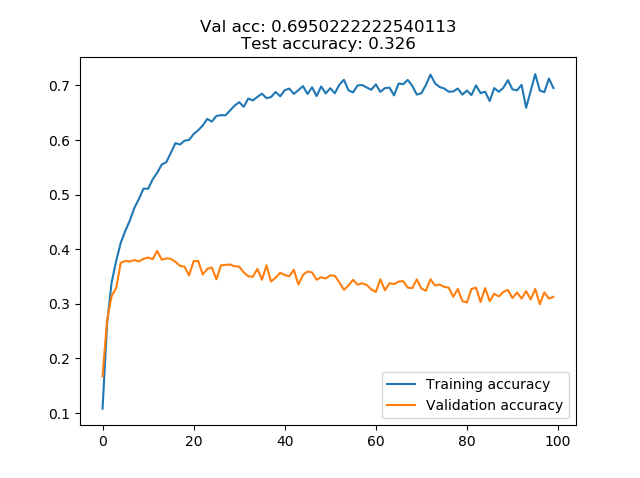 Val acc: 0.6950222222540113
Test accuracy: 0.326
0.7
0.6
0.5
0.4
0.3
0.2
0.1
Training accuracy
Validation accuracy
0 20 40 60 80 100